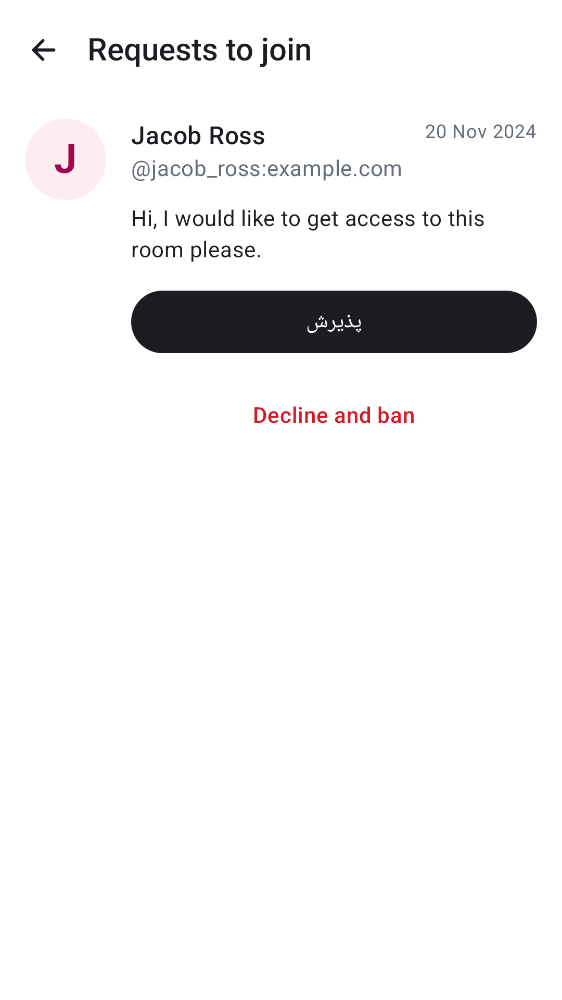 Requests to join
J
Jacob Ross
20 Nov 2024
@jacob_ross:example.com
Hi, I would like to get access to this
room please.
پذیرش
Decline and ban